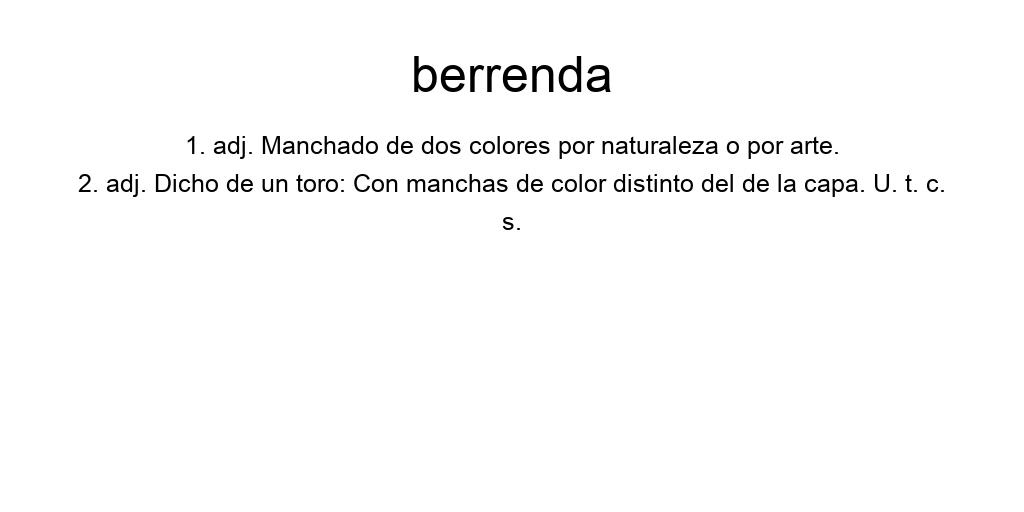 berrenda
1. adj. Manchado de dos colores por naturaleza o por arte.
2. adj. Dicho de un toro: Con manchas de color distinto del de la capa. U. t. c.
s.